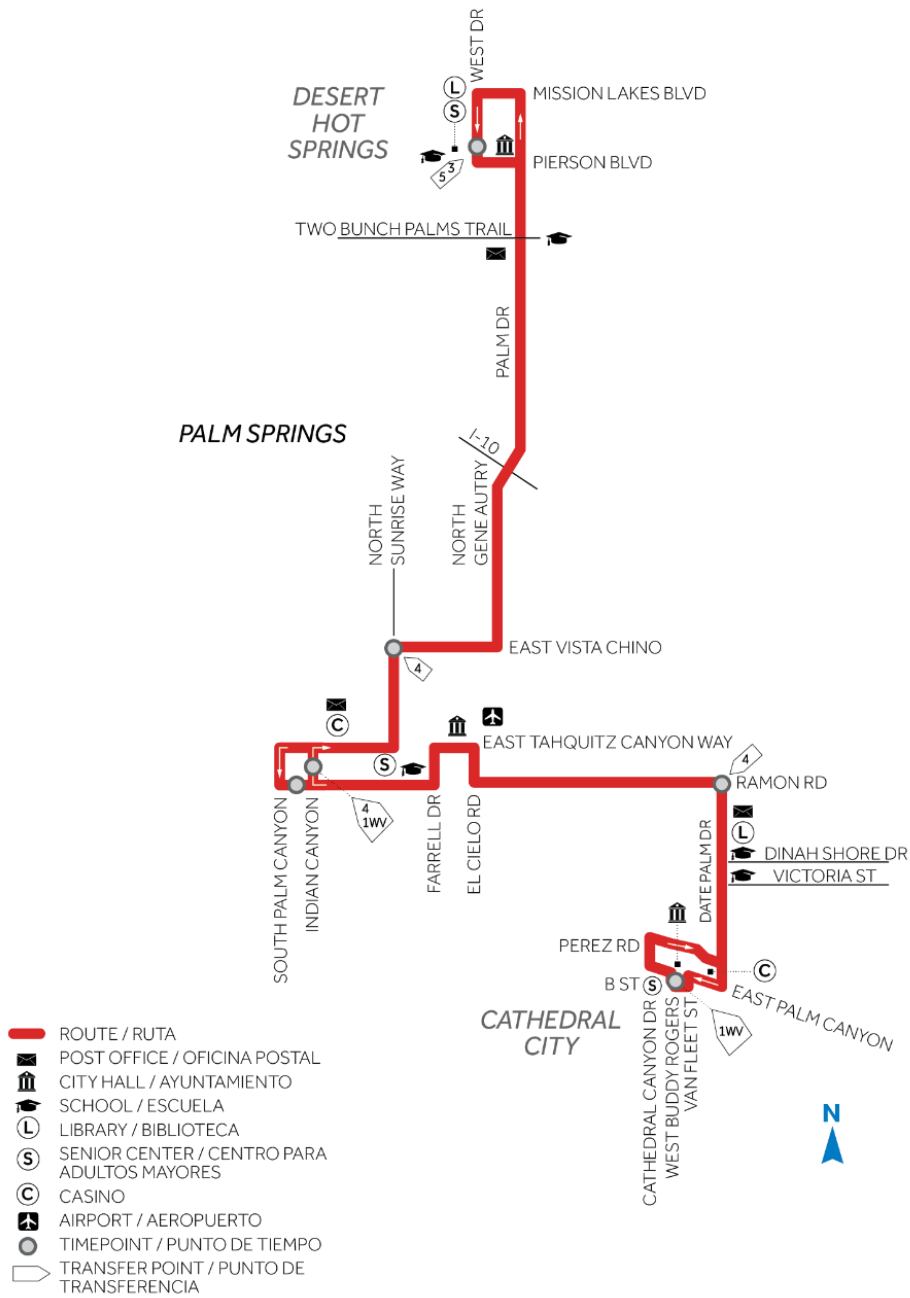 WEST DR
DESERT
HOT
SPRINGS
L
S
MISSION LAKES BLVD
PIERSON BLVD
5 3
TWO BUNCH PALMS TRAIL
PALM DR
PALM SPRINGS
I-10
NORTH
SUNRISE WAY
NORTH
GENE AUTRY
EAST VISTA CHINO
4
C
S
EAST TAHQUITZ CANYON WAY
4
RAMON RD
4
1WV
SOUTH PALM CANYON
INDIAN CANYON
FARRELL DR
EL CIELO RD
L
DATE PALM DR
DINAH SHORE DR
VICTORIA ST
PEREZ RD
C
B ST
S
EAST PALM CANYON
CATHEDRAL
CITY
CATHEDRAL CANYON DR
WEST BUDDY ROGERS
VAN FLEET ST
1WV
ROUTE / RUTA
POST OFFICE / OFICINA POSTAL
CITY HALL / AYUNTAMIENTO
SCHOOL / ESCUELA
L LIBRARY / BIBLIOTECA
S SENIOR CENTER / CENTRO PARA
ADULTOS MAYORES
C CASINO
AIRPORT / AEROPUERTO
TIMEPOINT / PUNTO DE TIEMPO
TRANSFER POINT / PUNTO DE
TRANSFERENCIA
N